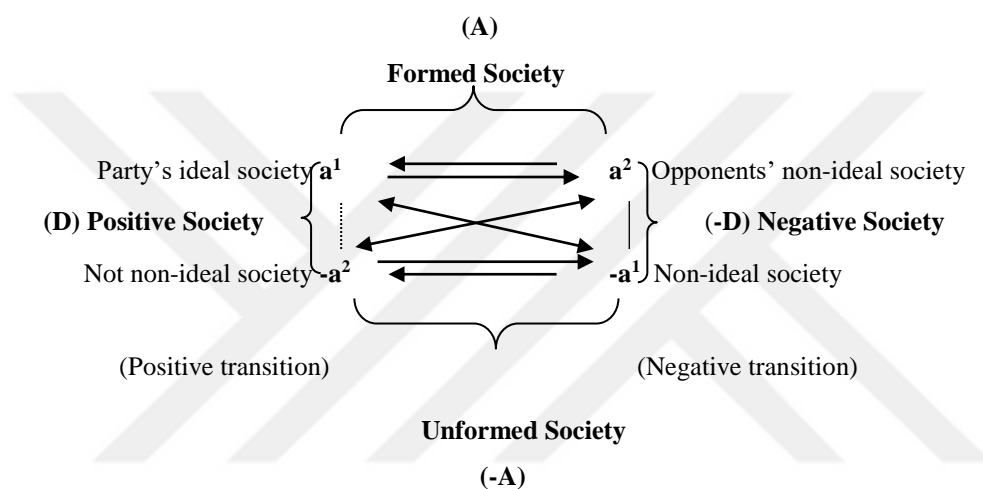 (A)
Formed Society
Party’s ideal society a¹ a² Opponents’ non-ideal society
(D) Positive Society (-D) Negative Society
Not non-ideal society -a² -a¹ Non-ideal society
(Positive transition) (Negative transition)
Unformed Society
(-A)